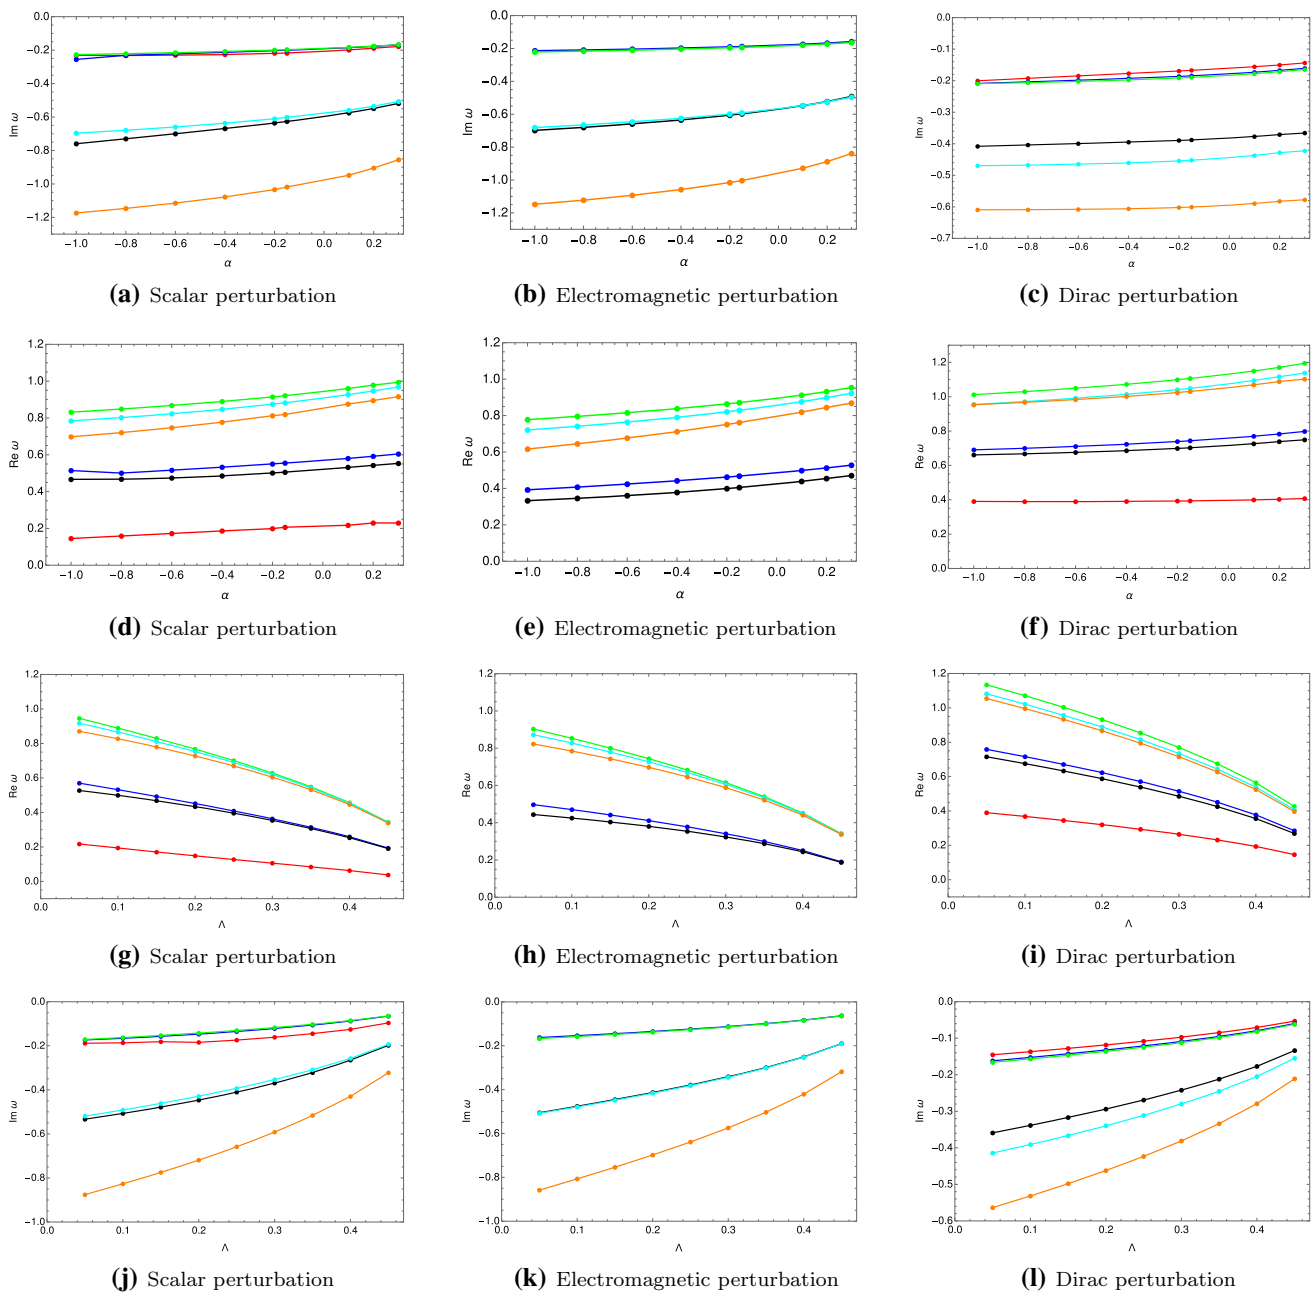 0.0
−0.2
−0.4
−0.6
−0.8
−1.0
−1.2
Im ω
−1.0 −0.8 −0.6 −0.4 −0.2 0.0 0.2
α
(a) Scalar perturbation
0.0
−0.2
−0.4
−0.6
−0.8
−1.0
−1.2
Im ω
−1.0 −0.8 −0.6 −0.4 −0.2 0.0 0.2
α
(b) Electromagnetic perturbation
0.0
−0.1
−0.2
−0.3
−0.4
−0.5
−0.6
−0.7
Im ω
−1.0 −0.8 −0.6 −0.4 −0.2 0.0 0.2
α
(c) Dirac perturbation
1.2
1.0
0.8
0.6
0.4
0.2
0.0
Re ω
−1.0 −0.8 −0.6 −0.4 −0.2 0.0 0.2
α
(d) Scalar perturbation
1.2
1.0
0.8
0.6
0.4
0.2
0.0
Re ω
−1.0 −0.8 −0.6 −0.4 −0.2 0.0 0.2
α
(e) Electromagnetic perturbation
1.2
1.0
0.8
0.6
0.4
0.2
0.0
Re ω
−1.0 −0.8 −0.6 −0.4 −0.2 0.0 0.2
α
(f) Dirac perturbation
1.2
1.0
0.8
0.6
0.4
0.2
0.0
Re ω
0.0 0.1 0.2 0.3 0.4
Λ
(g) Scalar perturbation
1.2
1.0
0.8
0.6
0.4
0.2
0.0
Re ω
0.0 0.1 0.2 0.3 0.4
Λ
(h) Electromagnetic perturbation
1.2
1.0
0.8
0.6
0.4
0.2
0.0
Re ω
0.0 0.1 0.2 0.3 0.4
Λ
(i) Dirac perturbation
0.0
−0.2
−0.4
−0.6
−0.8
−1.0
Im ω
0.0 0.1 0.2 0.3 0.4
Λ
(j) Scalar perturbation
0.0
−0.2
−0.4
−0.6
−0.8
−1.0
Im ω
0.0 0.1 0.2 0.3 0.4
Λ
(k) Electromagnetic perturbation
0.0
−0.1
−0.2
−0.3
−0.4
−0.5
−0.6
Im ω
0.0 0.1 0.2 0.3 0.4
Λ
(l) Dirac perturbation